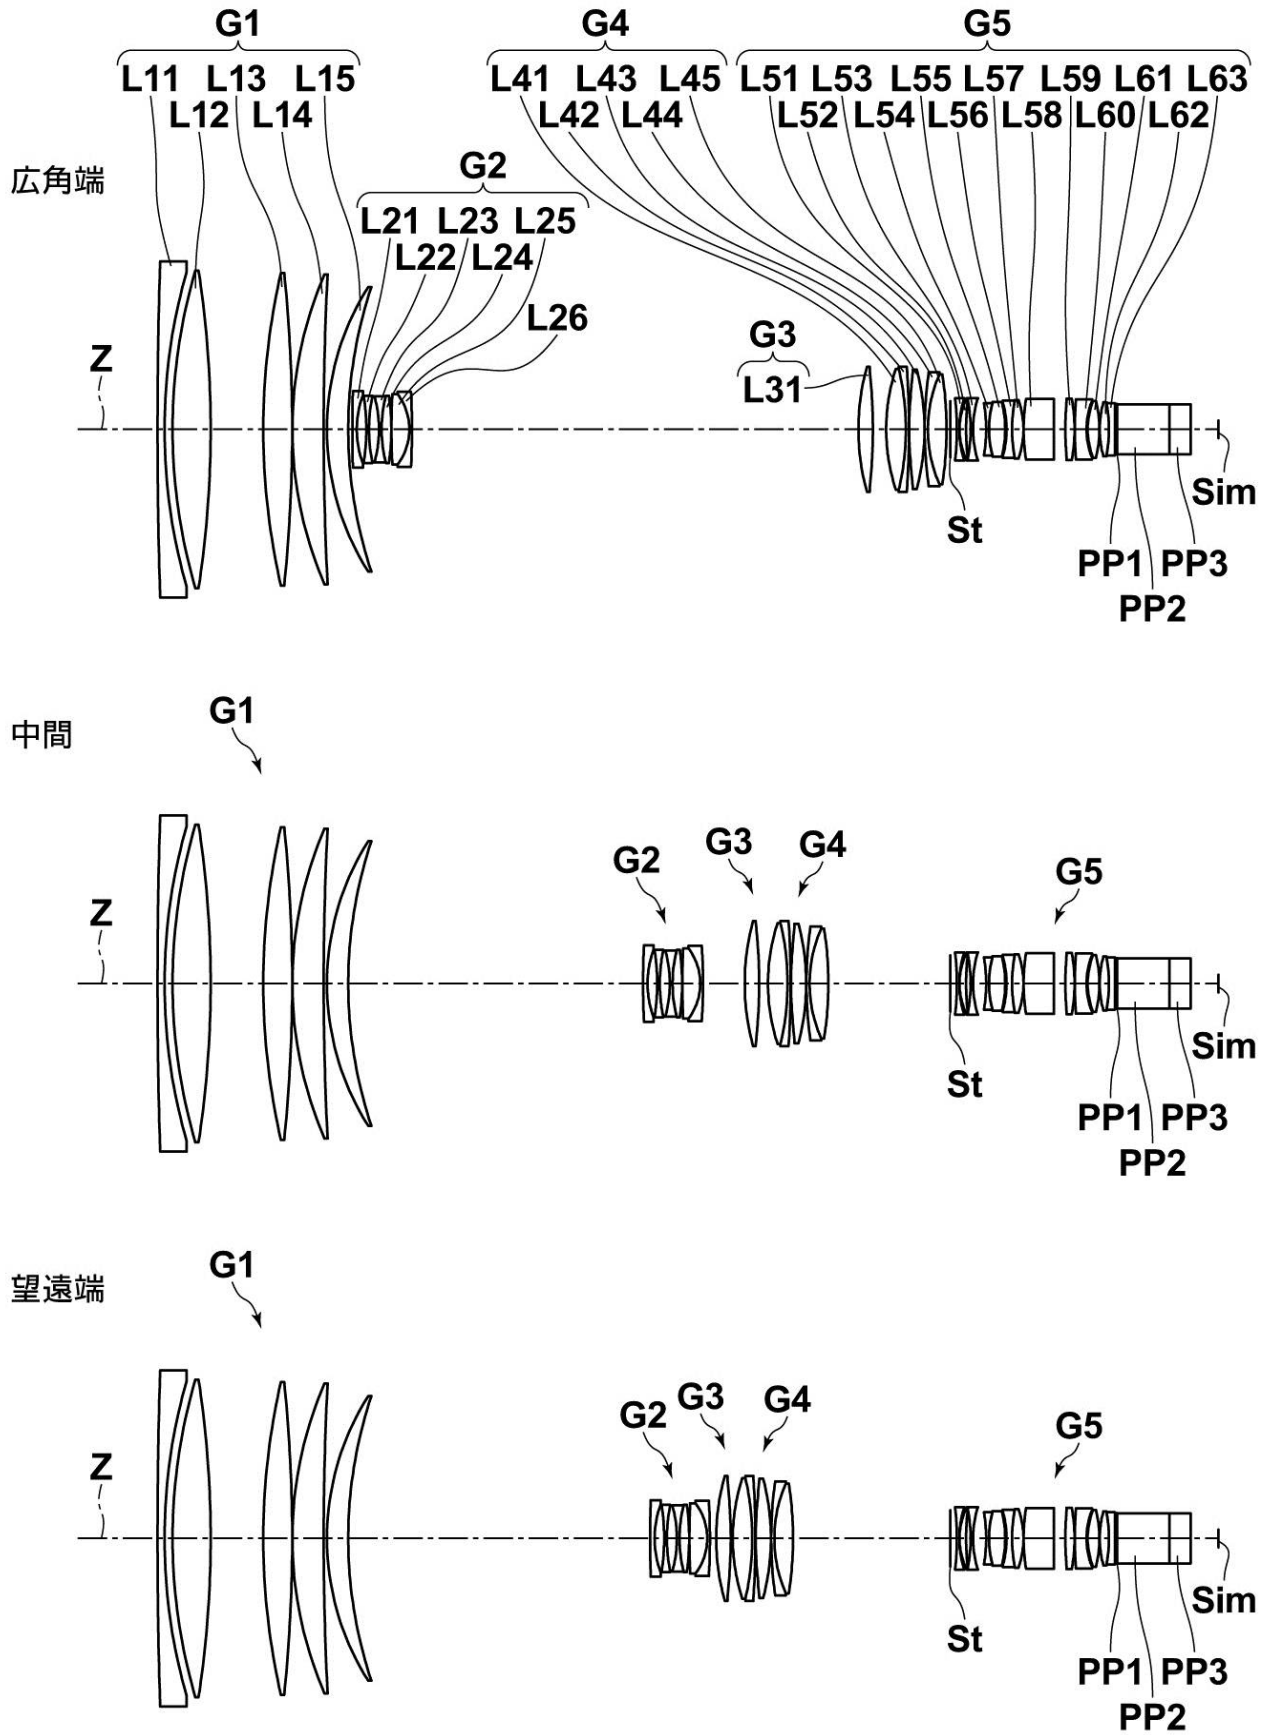 G1 G4 G5
L11 L13 L15 L41 L43 L45 L51 L53 L55 L57 L59 L61 L63
L12 L14 L42 L44 L52 L54 L56 L58 L60 L62
広角端
G2
L21 L23 L25
L22 L24
L26
G3
L31
Z
Sim
St
PP1 PP3
PP2
G1
中間
G3 G4
G2
G5
Z
Sim
St
PP1 PP3
PP2
G1
望遠端
G3 G4
G2
G5
Z
Sim
St
PP1 PP3
PP2